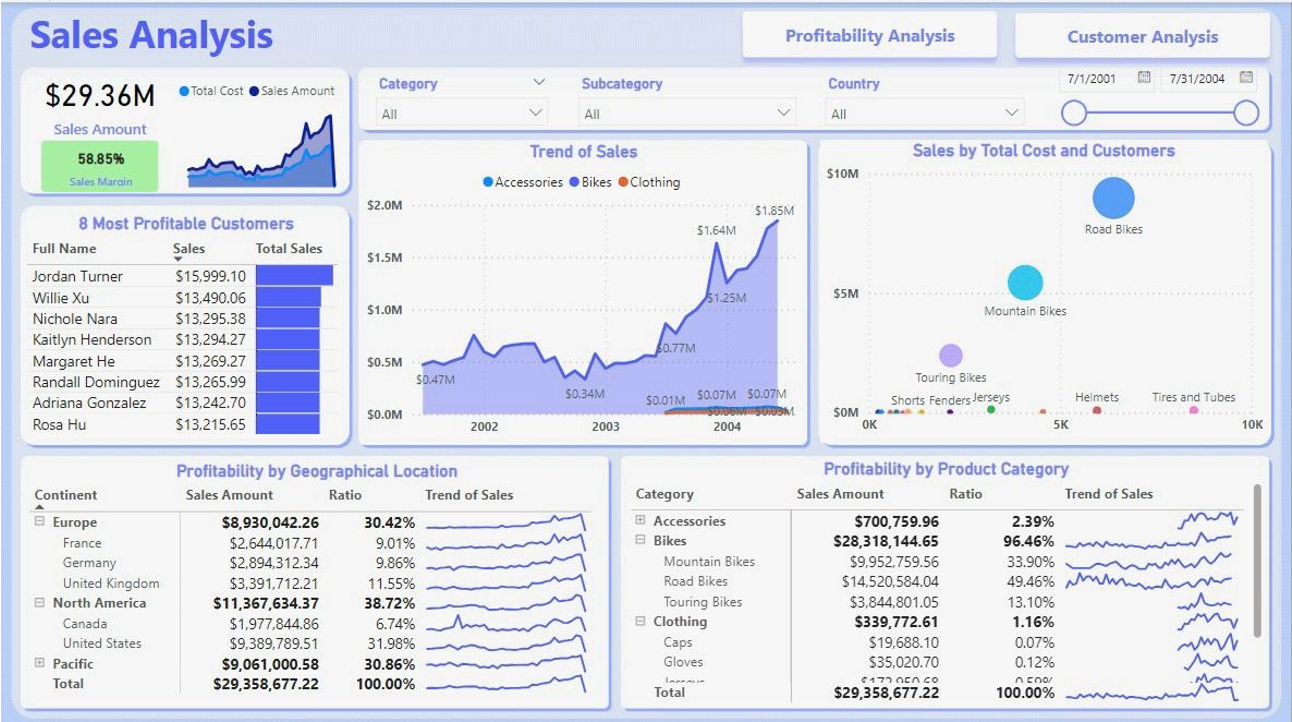 Sales Analysis
Profitability Analysis
Customer Analysis
$29.36M
Total Cost Sales Amount
Sales Amount
58.85%
Sales Margin
Category Subcategory Country 7/1/2001 7/31/2004
All All All
8 Most Profitable Customers
Full Name Sales Total Sales
Jordan Turner $15,999.10
Willie Xu $13,490.06
Nichole Nara $13,295.38
Kaitlyn Henderson $13,294.27
Margaret He $13,269.27
Randall Dominguez $13,265.99
Adriana Gonzalez $13,242.70
Rosa Hu $13,215.65
Trend of Sales
Accessories Bikes Clothing
$2.0M
$1.85M
$1.64M
$1.5M
$1.25M
$1.0M
$0.77M
$0.5M
$0.47M
$0.34M
$0.01M $0.07M $0.07M
$0.0M
$0.06M $0.03M
2002 2003 2004
Sales by Total Cost and Customers
$10M
Road Bikes
$5M
Mountain Bikes
Touring Bikes
Shorts Fenders Jerseys Helmets Tires and Tubes
$0M
0K 5K 10K
Profitability by Geographical Location
Continent Sales Amount Ratio Trend of Sales
Europe $8,930,042.26 30.42%
France $2,644,017.71 9.01%
Germany $2,894,312.34 9.86%
United Kingdom $3,391,712.21 11.55%
North America $11,367,634.37 38.72%
Canada $1,977,844.86 6.74%
United States $9,389,789.51 31.98%
Pacific $9,061,000.58 30.86%
Total $29,358,677.22 100.00%
Profitability by Product Category
Category Sales Amount Ratio Trend of Sales
Accessories $700,759.96 2.39%
Bikes $28,318,144.65 96.46%
Mountain Bikes $9,952,759.56 33.90%
Road Bikes $14,520,584.04 49.46%
Touring Bikes $3,844,801.05 13.10%
Clothing $339,772.61 1.16%
Caps $19,688.10 0.07%
Gloves $35,020.70 0.12%
Jerseys $172,950.68 0.59%
Total $29,358,677.22 100.00%